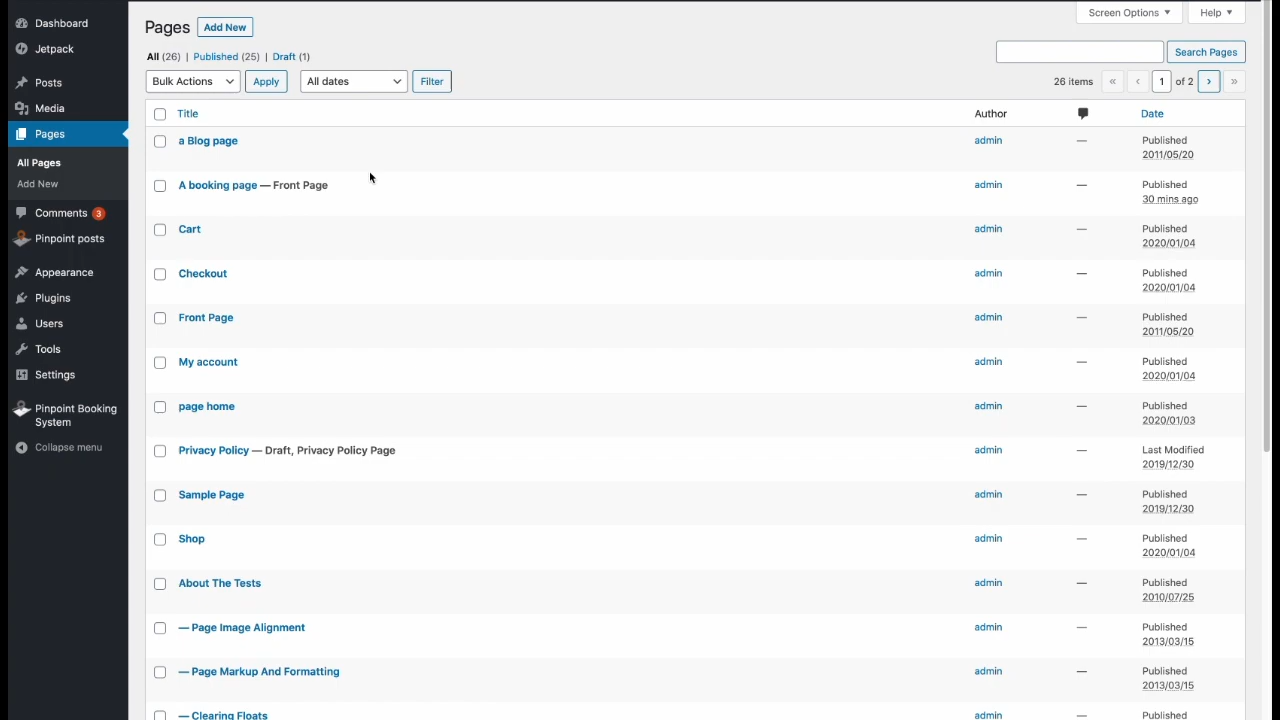 Dashboard
Jetpack
Posts
Media
Pages
All Pages
Add New
Comments 3
Pinpoint posts
Appearance
Plugins
Users
Tools
Settings
Pinpoint Booking
System
Collapse menu
Screen Options ▼ Help ▼
Pages Add New
All (26) | Published (25) | Draft (1)
Search Pages
Bulk Actions Apply All dates Filter
26 items « ‹ 1 of 2 › »
Title Author Date
a Blog page admin — Published
2011/05/20
A booking page — Front Page admin — Published
30 mins ago
Cart admin — Published
2020/01/04
Checkout admin — Published
2020/01/04
Front Page admin — Published
2011/05/20
My account admin — Published
2020/01/04
page home admin — Published
2020/01/03
Privacy Policy — Draft, Privacy Policy Page admin — Last Modified
2019/12/30
Sample Page admin — Published
2019/12/30
Shop admin — Published
2020/01/04
About The Tests admin — Published
2010/07/25
— Page Image Alignment admin — Published
2013/03/15
— Page Markup And Formatting admin — Published
2013/03/15
— Clearing Floats admin — Published